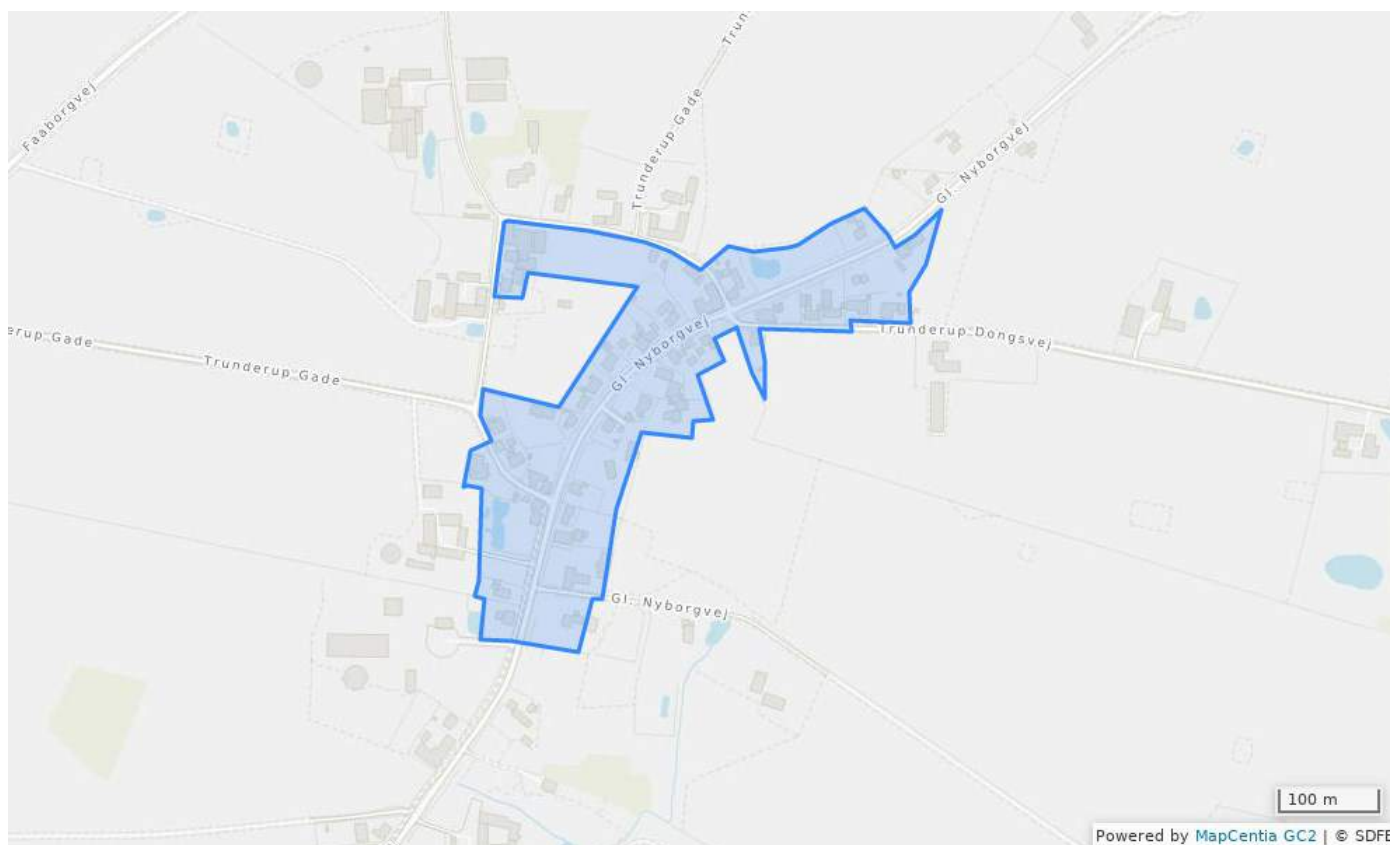 Faaborgvej
Trunderup Gade
Trun
Gl. Nyborgvej
erup Gade
Trunderup Gade
Gl. Nyborgvej
Trunderup Dongsvej
Gl. Nyborgvej
100 m
Powered by MapCentia GC2 | © SDFE